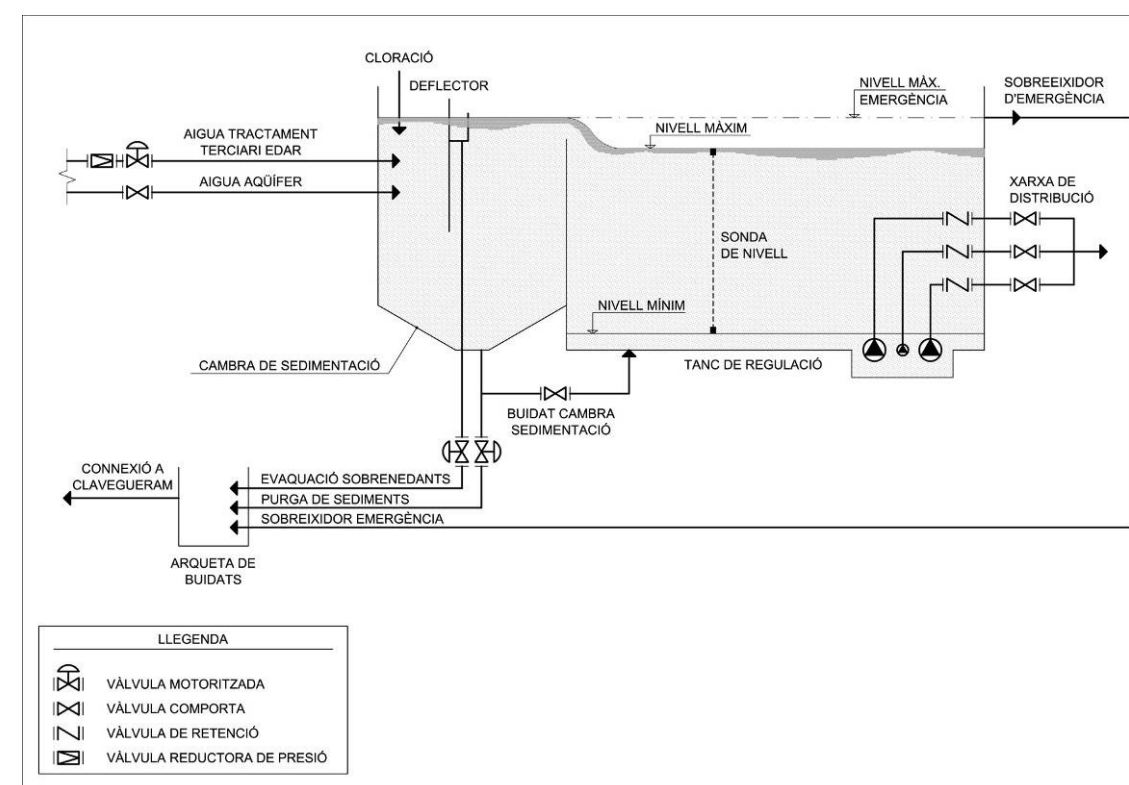 CLORACIÓ
DEFLECTOR
NIVELL MÀX.
EMERGÈNCIA
SOBREEIXIDOR
D'EMERGÈNCIA
NIVELL MÀXIM
AIGUA TRACTAMENT
TERCIARI EDAR
AIGUA AQÜÍFER
XARXA DE
DISTRIBUCIÓ
SONDA
DE NIVELL
NIVELL MÍNIM
CAMBRA DE SEDIMENTACIÓ
TANC DE REGULACIÓ
BUIDAT CAMBRA
SEDIMENTACIÓ
CONNEXIÓ A
CLAVEGUERAM
EVAQUACIÓ SOBRENEDANTS
PURGA DE SEDIMENTS
SOBREIXIDOR EMERGÈNCIA
ARQUETA DE
BUIDATS
LLEGENDA
VÀLVULA MOTORITZADA
VÀLVULA COMPORTA
VÀLVULA DE RETENCIÓ
VÀLVULA REDUCTORA DE PRESIÓ